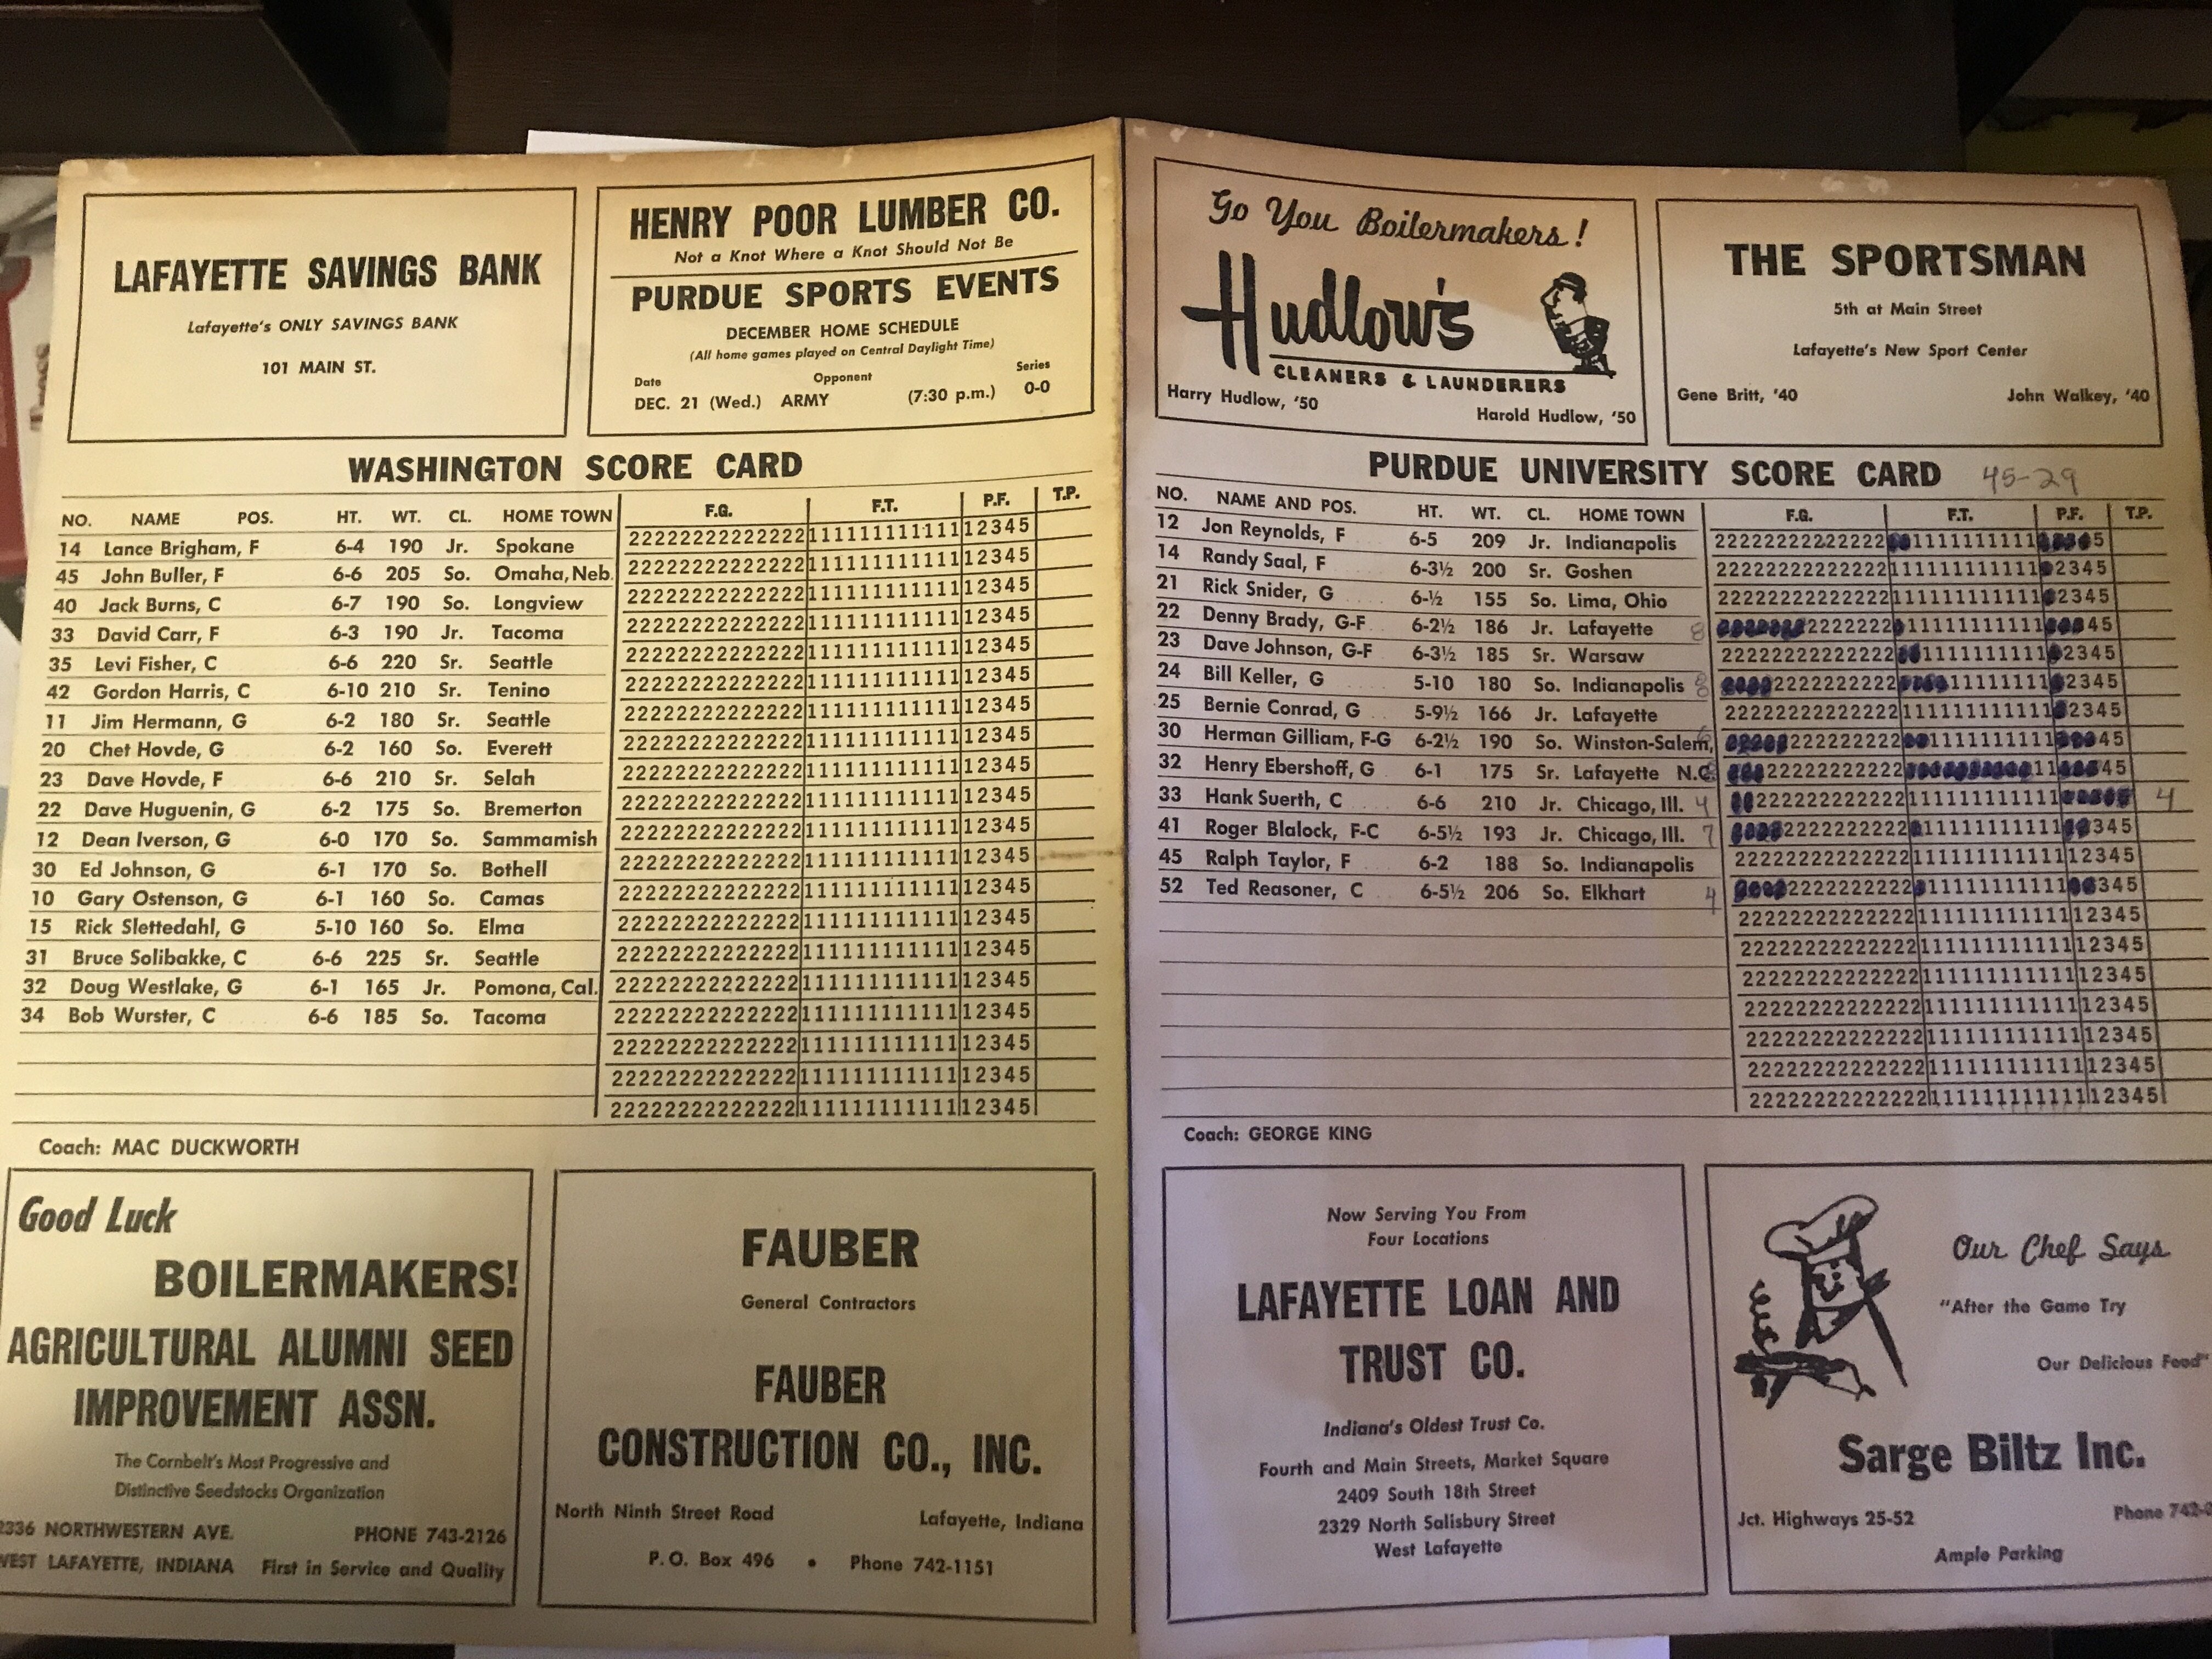 LAFAYETTE SAVINGS BANK
Lafayette's ONLY SAVINGS BANK
101 MAIN ST.
HENRY POOR LUMBER CO.
Not a Knot Where a Knot Should Not Be
PURDUE SPORTS EVENTS
DECEMBER HOME SCHEDULE
(All home games played on Central Daylight Time)
Date Opponent Series
DEC. 21 (Wed.) ARMY (7:30 p.m.) 0-0
WASHINGTON SCORE CARD
NO. NAME POS. HT. WT. CL. HOME TOWN F.G. F.T. P.F. T.P.
14 Lance Brigham, F 6-4 190 Jr. Spokane
45 John Buller, F 6-6 205 So. Omaha, Neb.
40 Jack Burns, C 6-7 190 So. Longview
33 David Carr, F 6-3 190 Jr. Tacoma
35 Levi Fisher, C 6-6 220 Sr. Seattle
42 Gordon Harris, C 6-10 210 Sr. Tenino
11 Jim Hermann, G 6-2 180 Sr. Seattle
20 Chet Hovde, G 6-2 160 So. Everett
23 Dave Hovde, F 6-6 210 Sr. Selah
22 Dave Huguenin, G 6-2 175 So. Bremerton
12 Dean Iverson, G 6-0 170 So. Sammamish
30 Ed Johnson, G 6-1 170 So. Bothell
10 Gary Ostenson, G 6-1 160 So. Camas
15 Rick Slettedahl, G 5-10 160 So. Elma
31 Bruce Solibakke, C 6-6 225 Sr. Seattle
32 Doug Westlake, G 6-1 165 Jr. Pomona, Cal.
34 Bob Wurster, C 6-6 185 So. Tacoma
Coach: MAC DUCKWORTH
Good Luck
BOILERMAKERS!
AGRICULTURAL ALUMNI SEED
IMPROVEMENT ASSN.
The Cornbelt's Most Progressive and
Distinctive Seedstocks Organization
2336 NORTHWESTERN AVE. PHONE 743-2126
WEST LAFAYETTE, INDIANA First in Service and Quality
FAUBER
General Contractors
FAUBER
CONSTRUCTION CO., INC.
North Ninth Street Road Lafayette, Indiana
P.O. Box 496 • Phone 742-1151
Go You Boilermakers!
Hudlow's
CLEANERS & LAUNDERERS
Harry Hudlow, '50 Harold Hudlow, '50
THE SPORTSMAN
5th at Main Street
Lafayette's New Sport Center
Gene Britt, '40 John Walkey, '40
PURDUE UNIVERSITY SCORE CARD 45-29
NO. NAME AND POS. HT. WT. CL. HOME TOWN F.G. F.T. P.F. T.P.
12 Jon Reynolds, F 6-5 209 Jr. Indianapolis
14 Randy Saal, F 6-3½ 200 Sr. Goshen
21 Rick Snider, G 6-½ 155 So. Lima, Ohio
22 Denny Brady, G-F 6-2½ 186 Jr. Lafayette 8
23 Dave Johnson, G-F 6-3½ 185 Sr. Warsaw
24 Bill Keller, G 5-10 180 So. Indianapolis 8
25 Bernie Conrad, G 5-9½ 166 Jr. Lafayette
30 Herman Gilliam, F-G 6-2½ 190 So. Winston-Salem,
32 Henry Ebershoff, G 6-1 175 Sr. Lafayette N.C.
33 Hank Suerth, C 6-6 210 Jr. Chicago, Ill. 4 4
41 Roger Blalock, F-C 6-5½ 193 Jr. Chicago, Ill. 7
45 Ralph Taylor, F 6-2 188 So. Indianapolis
52 Ted Reasoner, C 6-5½ 206 So. Elkhart 4
Coach: GEORGE KING
Now Serving You From
Four Locations
LAFAYETTE LOAN AND
TRUST CO.
Indiana's Oldest Trust Co.
Fourth and Main Streets, Market Square
2409 South 18th Street
2329 North Salisbury Street
West Lafayette
Our Chef Says
"After the Game Try
Our Delicious Food"
Sarge Biltz Inc.
Jct. Highways 25-52 Phone 742-
Ample Parking